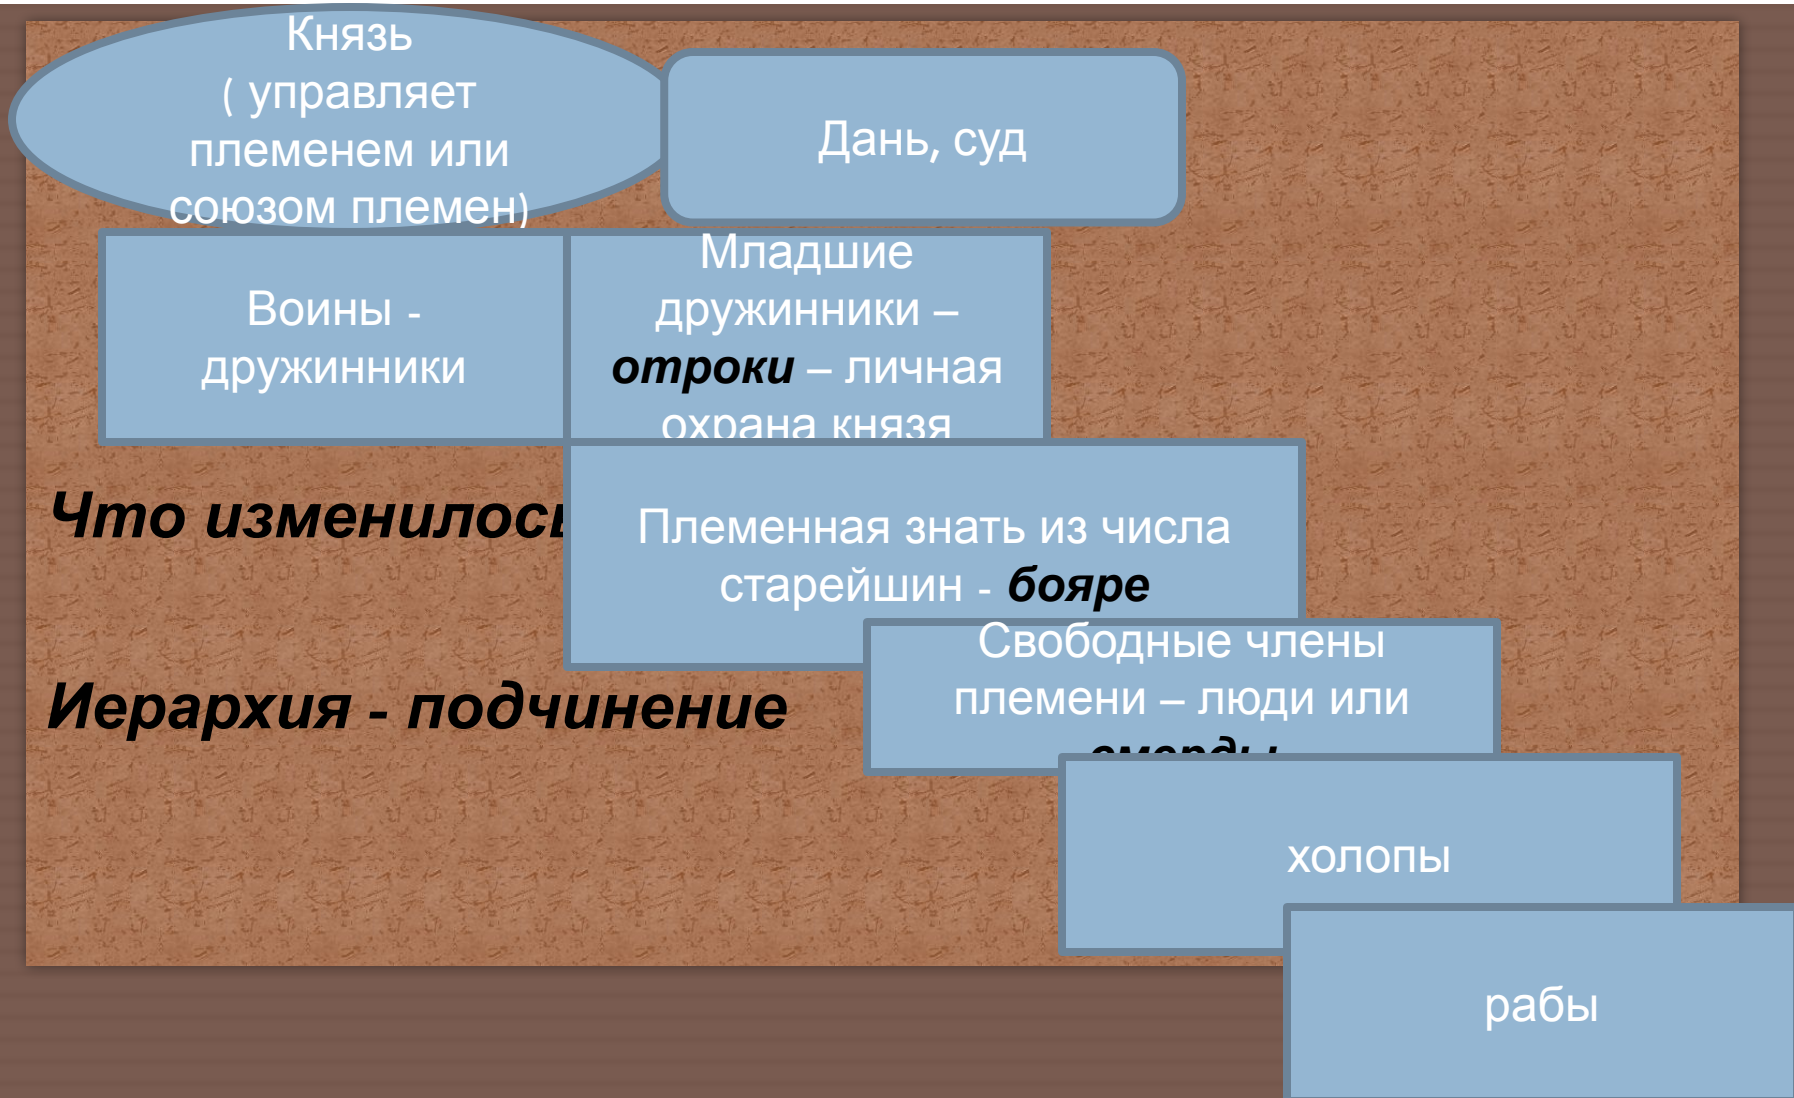 Князь
( управляет
племенем или
союзом племен)
Дань, суд
Воины -
дружинники
Младшие
дружинники –
отроки – личная
охрана князя
Что изменилось
Племенная знать из числа
старейшин - бояре
Свободные члены
племени – люди или
смерды
Иерархия - подчинение
холопы
рабы